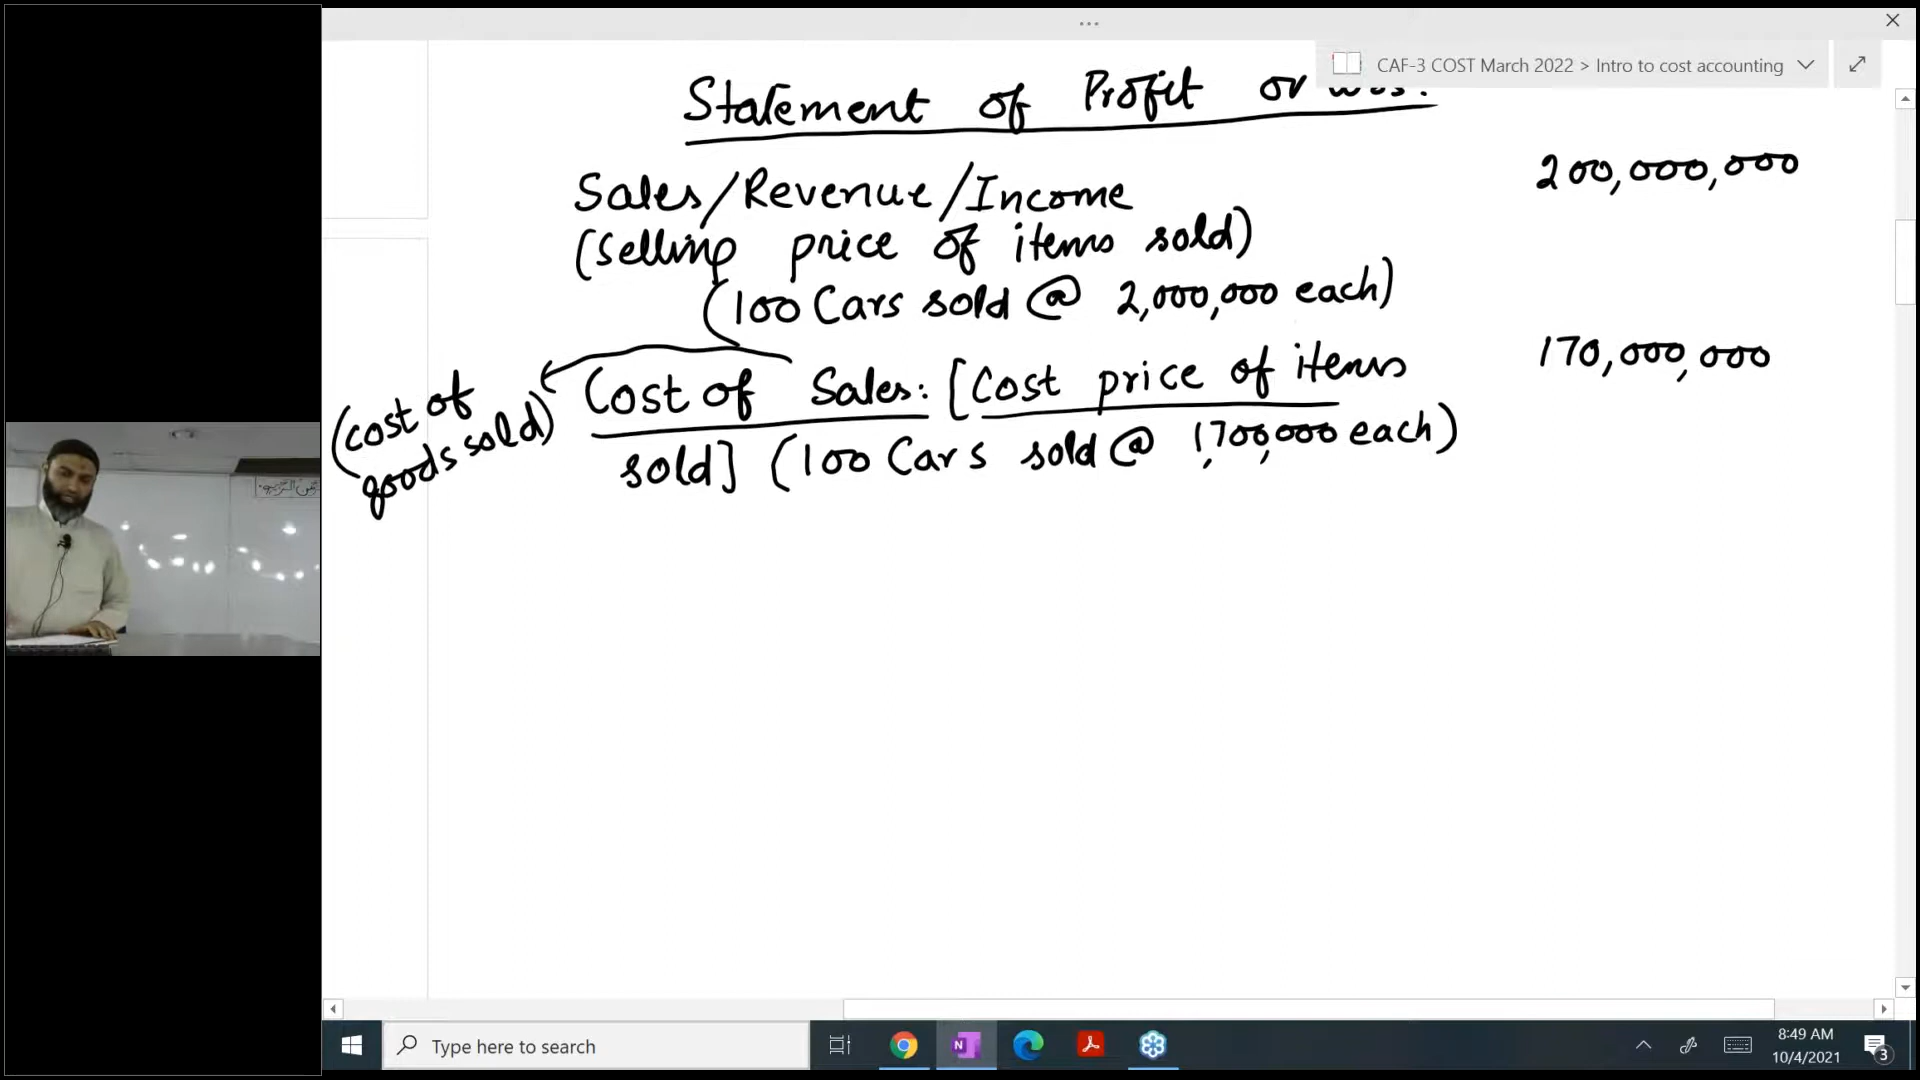 CAF-3 COST March 2022 > Intro to cost accounting
Statement of Profit or
Sales/Revenue/Income 200,000,000
(Selling price of items sold)
(100 Cars sold @ 2,000,000 each)
Cost of Sales: [Cost price of items 170,000,000
sold] (100 Cars sold @ 1,700,000 each)
(cost of
goods sold)
Type here to search
N
8:49 AM
10/4/2021
3